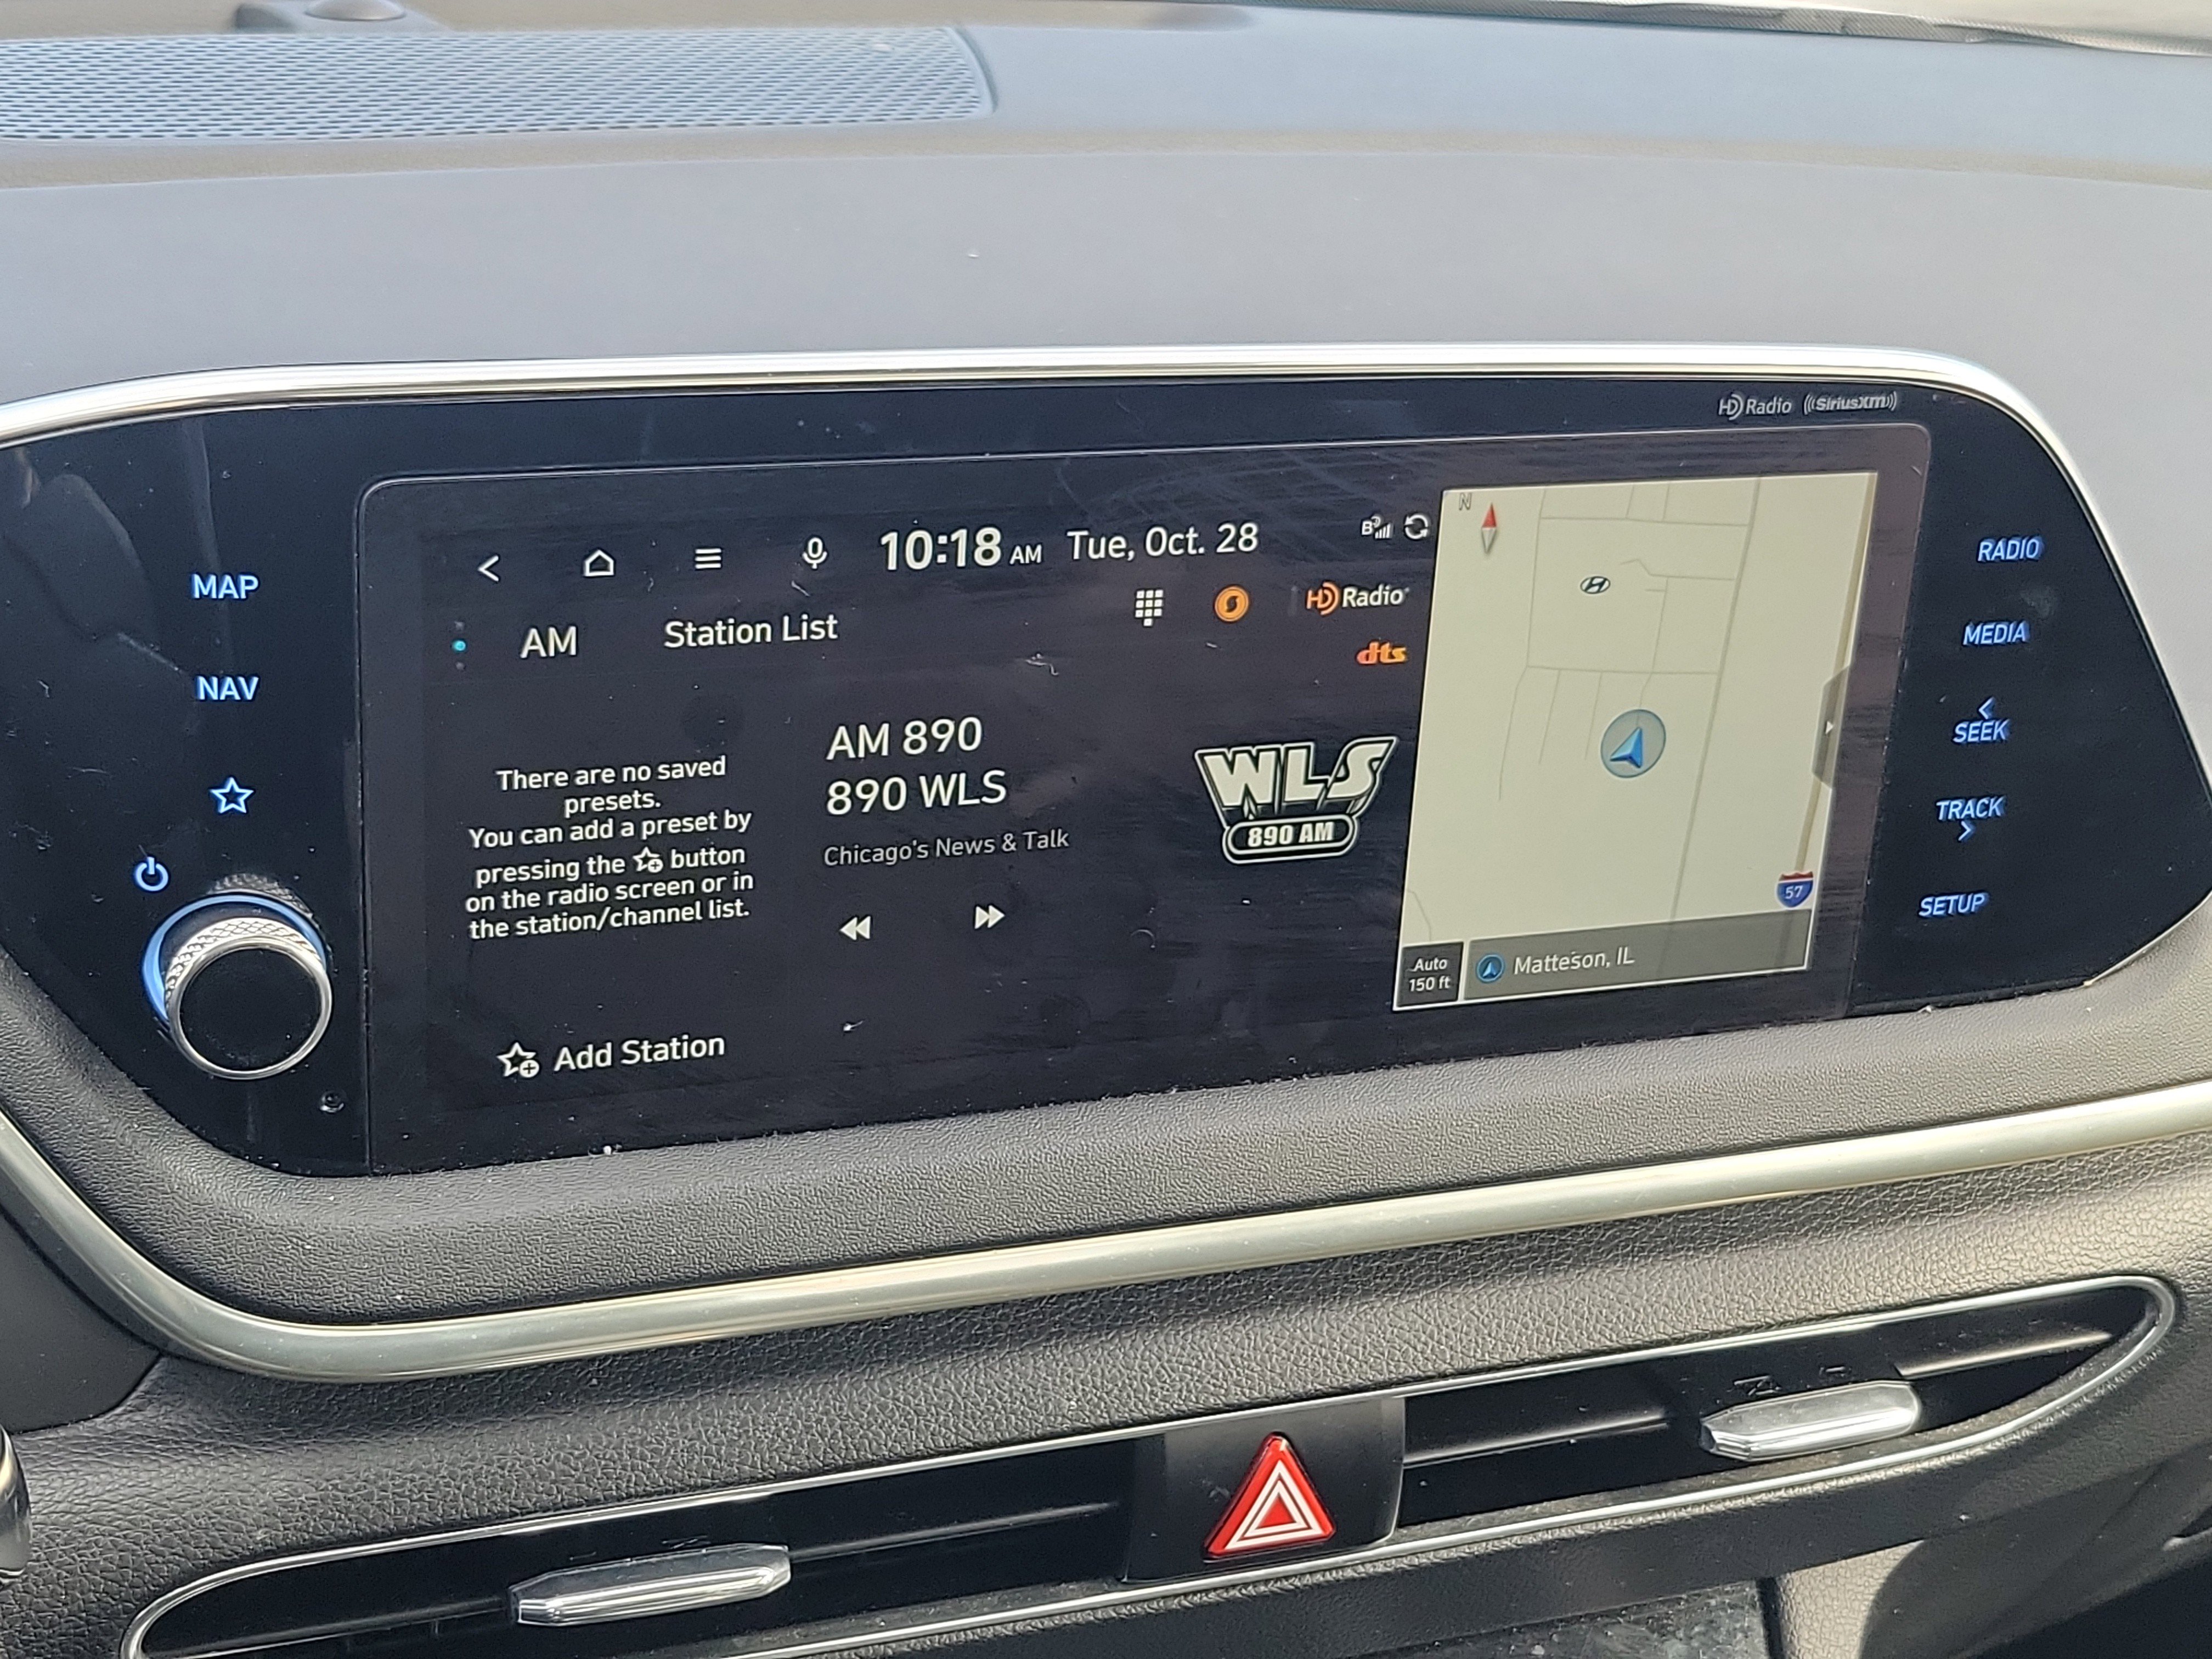 HD Radio ((SiriusXM))
MAP
NAV
10:18 AM Tue, Oct. 28
B
AM
Station List
HD Radio
dts
There are no saved
presets.
You can add a preset by
pressing the button
on the radio screen or in
the station/channel list.
Add Station
AM 890
890 WLS
Chicago's News & Talk
WLS
890 AM
N
57
Auto
150 ft
Matteson, IL
RADIO
MEDIA
<
SEEK
TRACK
>
SETUP